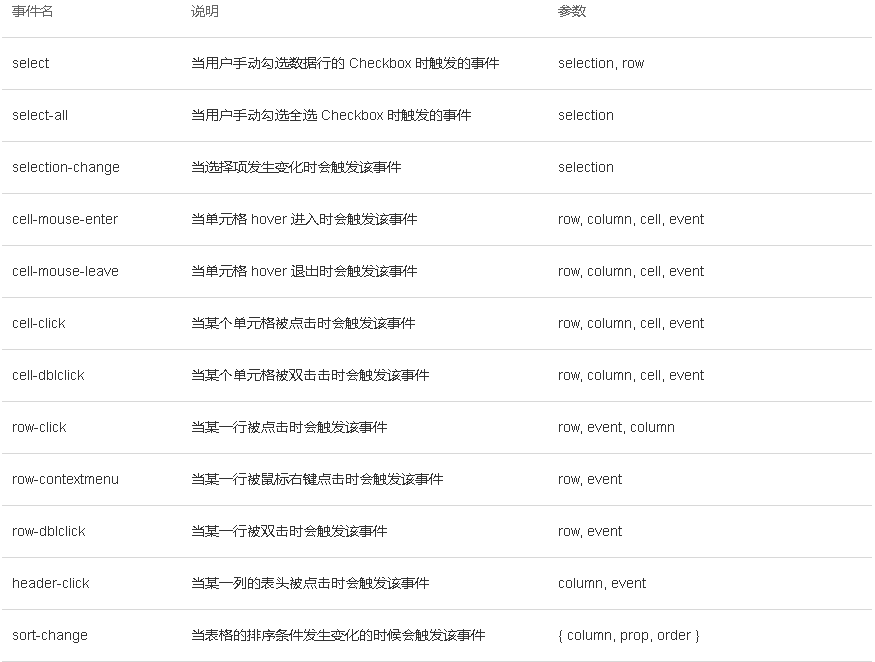 事件名 说明 参数
select 当用户手动勾选数据行的 Checkbox 时触发的事件 selection, row
select-all 当用户手动勾选全选 Checkbox 时触发的事件 selection
selection-change 当选择项发生变化时会触发该事件 selection
cell-mouse-enter 当单元格 hover 进入时会触发该事件 row, column, cell, event
cell-mouse-leave 当单元格 hover 退出时会触发该事件 row, column, cell, event
cell-click 当某个单元格被点击时会触发该事件 row, column, cell, event
cell-dblclick 当某个单元格被双击击时会触发该事件 row, column, cell, event
row-click 当某一行被点击时会触发该事件 row, event, column
row-contextmenu 当某一行被鼠标右键点击时会触发该事件 row, event
row-dblclick 当某一行被双击时会触发该事件 row, event
header-click 当某一列的表头被点击时会触发该事件 column, event
sort-change 当表格的排序条件发生变化的时候会触发该事件 { column, prop, order }